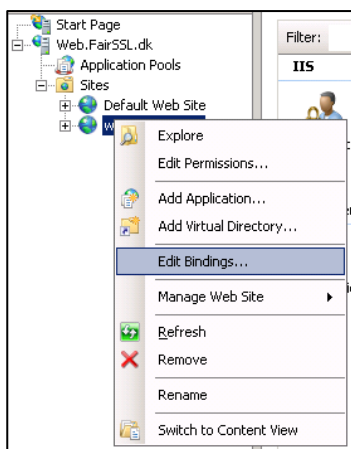 Start Page
Web.FairSSL.dk
Application Pools
Sites
Default Web Site
Filter:
IIS
Explore
Edit Permissions...
Add Application...
Add Virtual Directory...
Edit Bindings...
Manage Web Site
Refresh
Remove
Rename
Switch to Content View